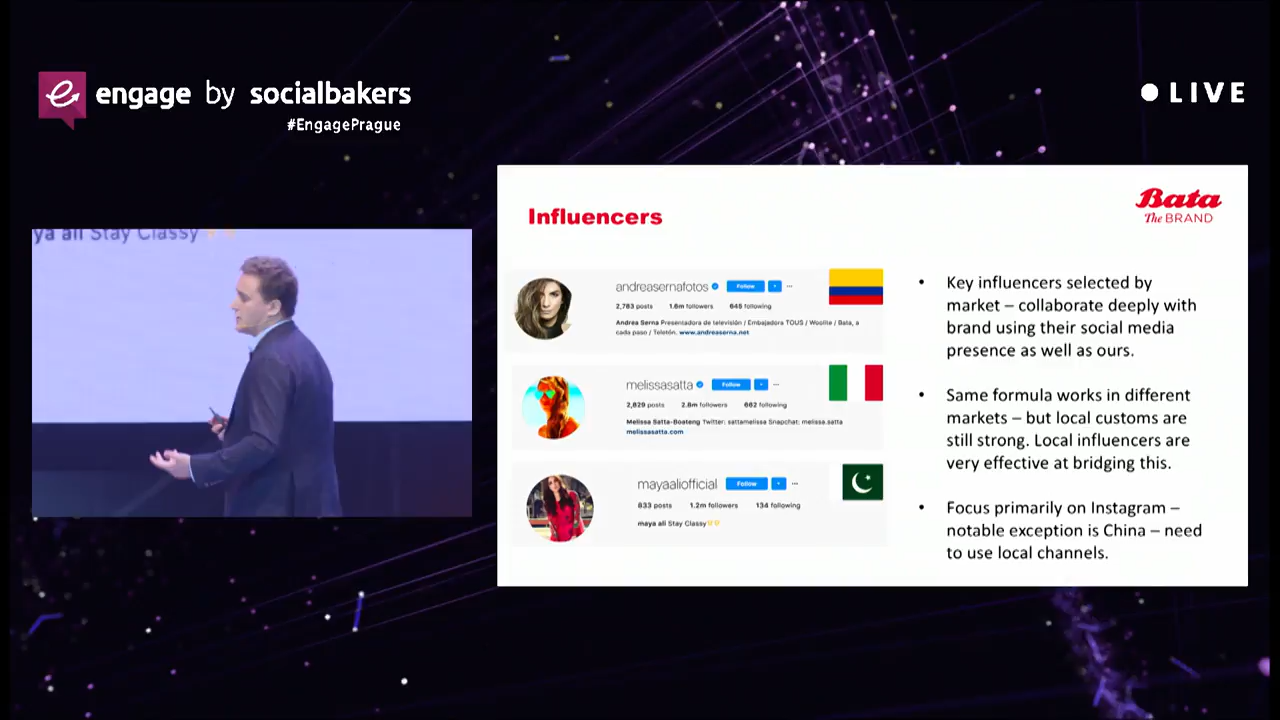 engage by socialbakers
#EngagePrague
LIVE
ya ali Stay Classy
Influencers
Bata
The BRAND
andreasernafotos
Follow
2,783 posts 1.6m followers 645 following
Andrea Serna Presentadora de televisión / Embajadora TOUS / Woolite / Bata, a
cada paso / Teletón. www.andreaserna.net
melissasatta
Follow
2,829 posts 2.8m followers 662 following
Melissa Satta-Boateng Twitter: sattamelissa Snapchat: melissa.satta
melissasatta.com
mayaaliofficial
Follow
833 posts 1.2m followers 134 following
maya ali Stay Classy
• Key influencers selected by
market – collaborate deeply with
brand using their social media
presence as well as ours.
• Same formula works in different
markets – but local customs are
still strong. Local influencers are
very effective at bridging this.
• Focus primarily on Instagram –
notable exception is China – need
to use local channels.